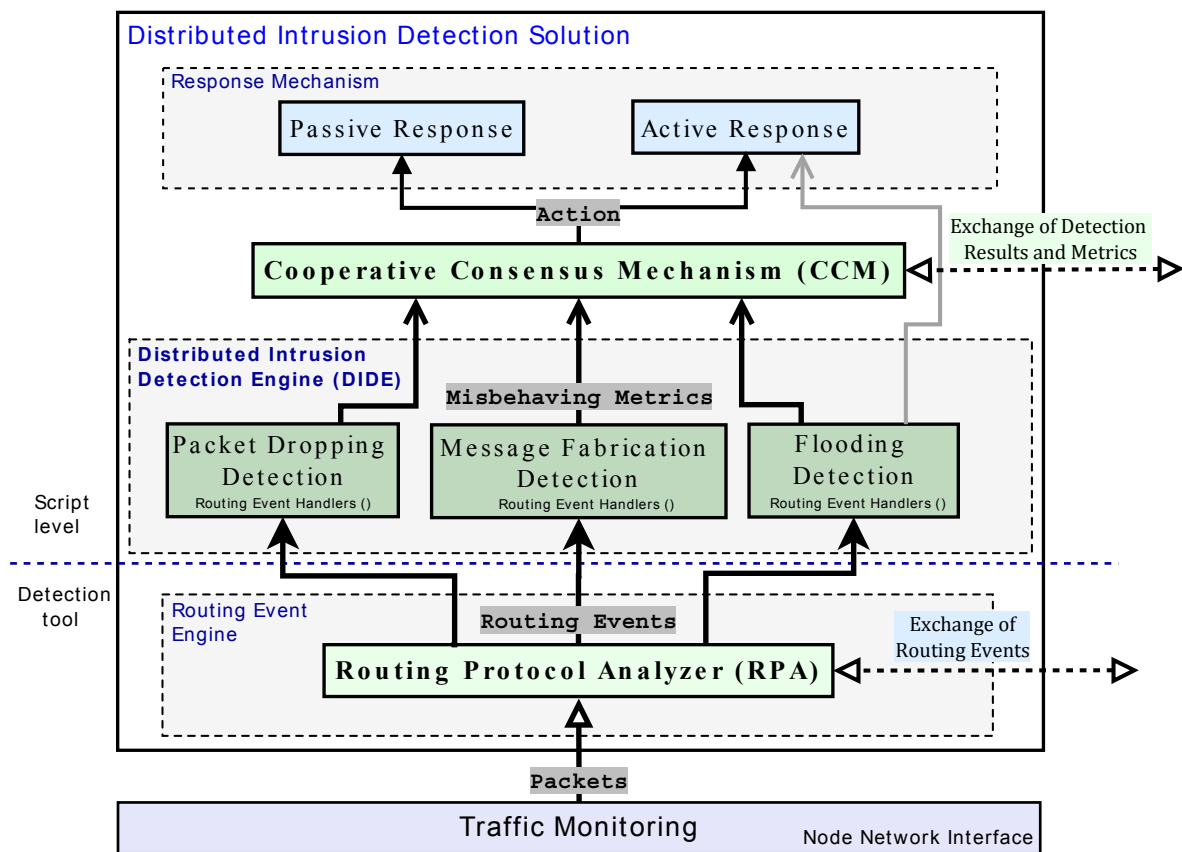 Distributed Intrusion Detection Solution
Response Mechanism
Passive Response
Active Response
Action
Exchange of Detection
Results and Metrics
Cooperative Consensus Mechanism (CCM)
Distributed Intrusion
Detection Engine (DIDE)
Misbehaving Metrics
Packet Dropping
Detection
Routing Event Handlers ()
Message Fabrication
Detection
Routing Event Handlers ()
Flooding
Detection
Routing Event Handlers ()
Script
level
Detection
tool
Routing Event
Engine
Routing Events
Exchange of
Routing Events
Routing Protocol Analyzer (RPA)
Packets
Traffic Monitoring
Node Network Interface